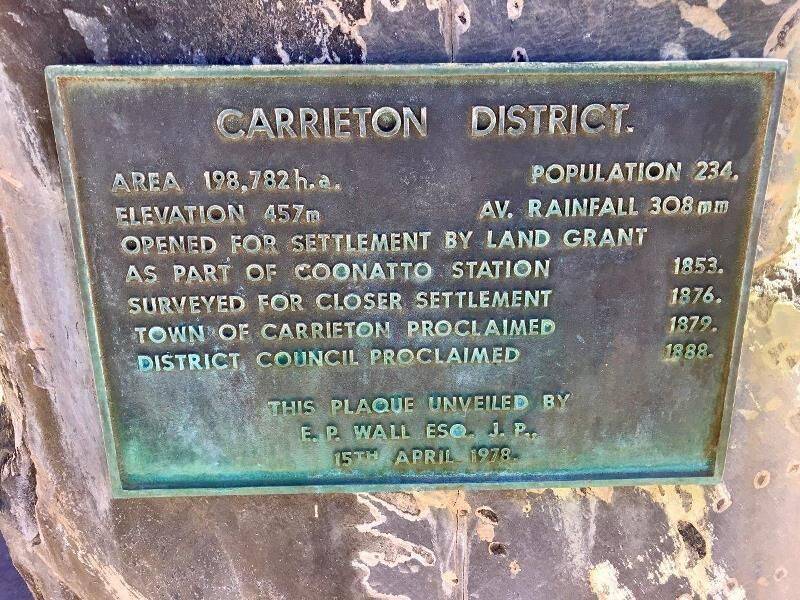 CARRIETON DISTRICT.
AREA 198,782 h.a. POPULATION 234.
ELEVATION 457m AV. RAINFALL 308mm
OPENED FOR SETTLEMENT BY LAND GRANT
AS PART OF COONATTO STATION 1853.
SURVEYED FOR CLOSER SETTLEMENT 1876.
TOWN OF CARRIETON PROCLAIMED 1879.
DISTRICT COUNCIL PROCLAIMED 1888.
THIS PLAQUE UNVEILED BY
E. P. WALL ESQ. J. P.,
15TH APRIL 1978.